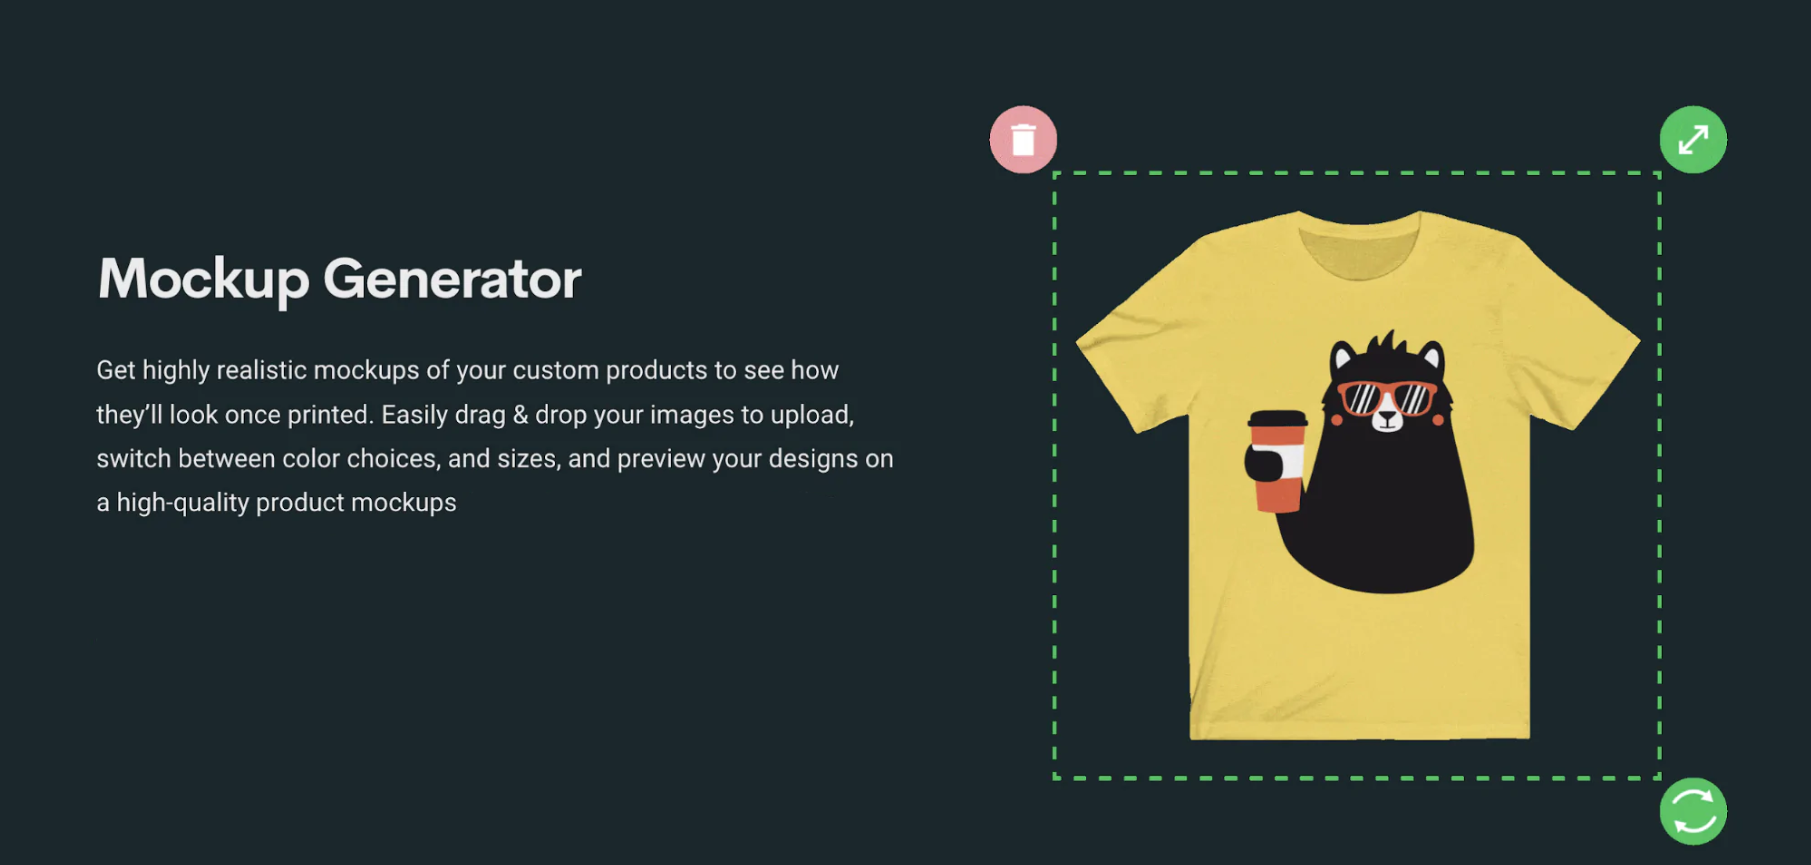 Mockup Generator
Get highly realistic mockups of your custom products to see how
they’ll look once printed. Easily drag & drop your images to upload,
switch between color choices, and sizes, and preview your designs on
a high-quality product mockups